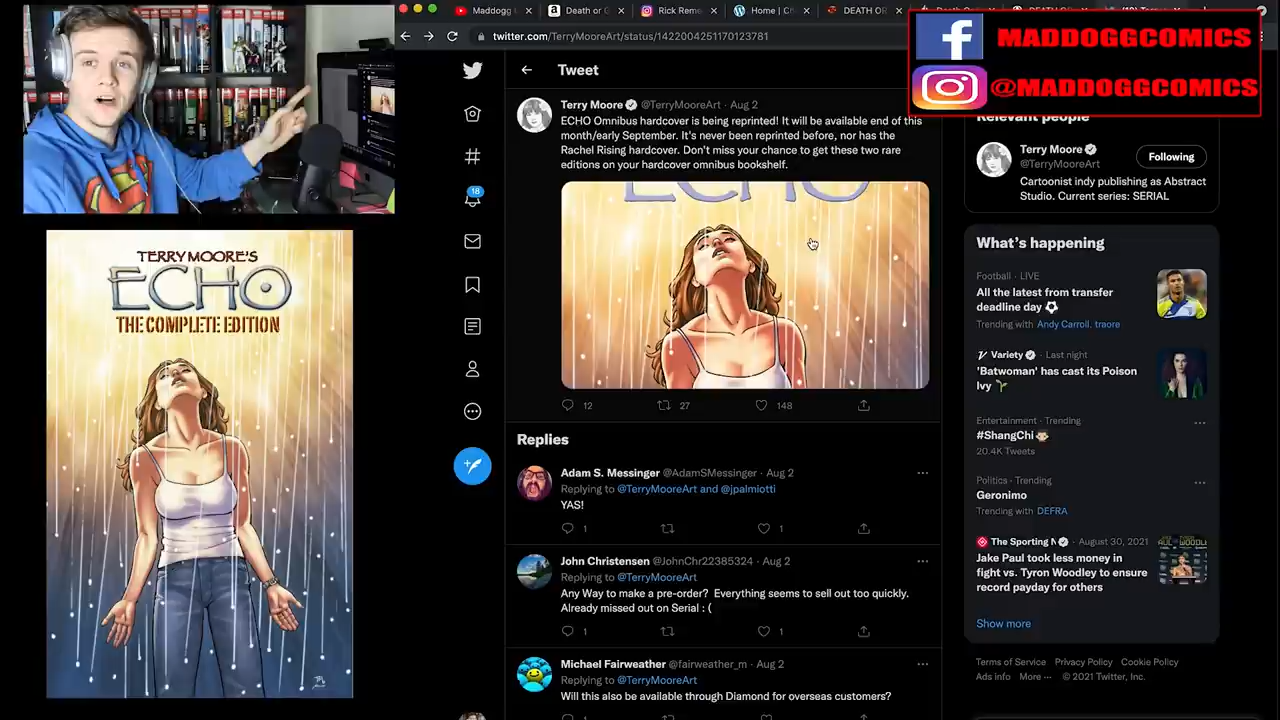 Maddogg
Dead
Rick Reme
Home | C
DEATH OF
twitter.com/TerryMooreArt/status/1422004251170123781
MADDOGGCOMICS
@MADDOGGCOMICS
Tweet
Terry Moore @TerryMooreArt · Aug 2
ECHO Omnibus hardcover is being reprinted! It will be available end of this
month/early September. It's never been reprinted before, nor has the
Rachel Rising hardcover. Don't miss your chance to get these two rare
editions on your hardcover omnibus bookshelf.
ECHO
12 27 148
Replies
Adam S. Messinger @AdamSMessinger · Aug 2
Replying to @TerryMooreArt and @jpalmiotti
YAS!
1 1
John Christensen @JohnChr22385324 · Aug 2
Replying to @TerryMooreArt
Any Way to make a pre-order? Everything seems to sell out too quickly.
Already missed out on Serial : (
1 1
Michael Fairweather @fairweather_m · Aug 2
Replying to @TerryMooreArt
Will this also be available through Diamond for overseas customers?
18
TERRY MOORE'S
ECHO
THE COMPLETE EDITION
Relevant people
Terry Moore
@TerryMooreArt
Following
Cartoonist indy publishing as Abstract
Studio. Current series: SERIAL
What's happening
Football · LIVE
All the latest from transfer
deadline day
Trending with Andy Carroll, traore
Variety · Last night
'Batwoman' has cast its Poison
Ivy
Entertainment · Trending
#ShangChi
20.4K Tweets
Politics · Trending
Geronimo
Trending with DEFRA
The Sporting N · August 30, 2021
Jake Paul took less money in
fight vs. Tyron Woodley to ensure
record payday for others
Show more
Terms of Service Privacy Policy Cookie Policy
Ads info More ··· © 2021 Twitter, Inc.